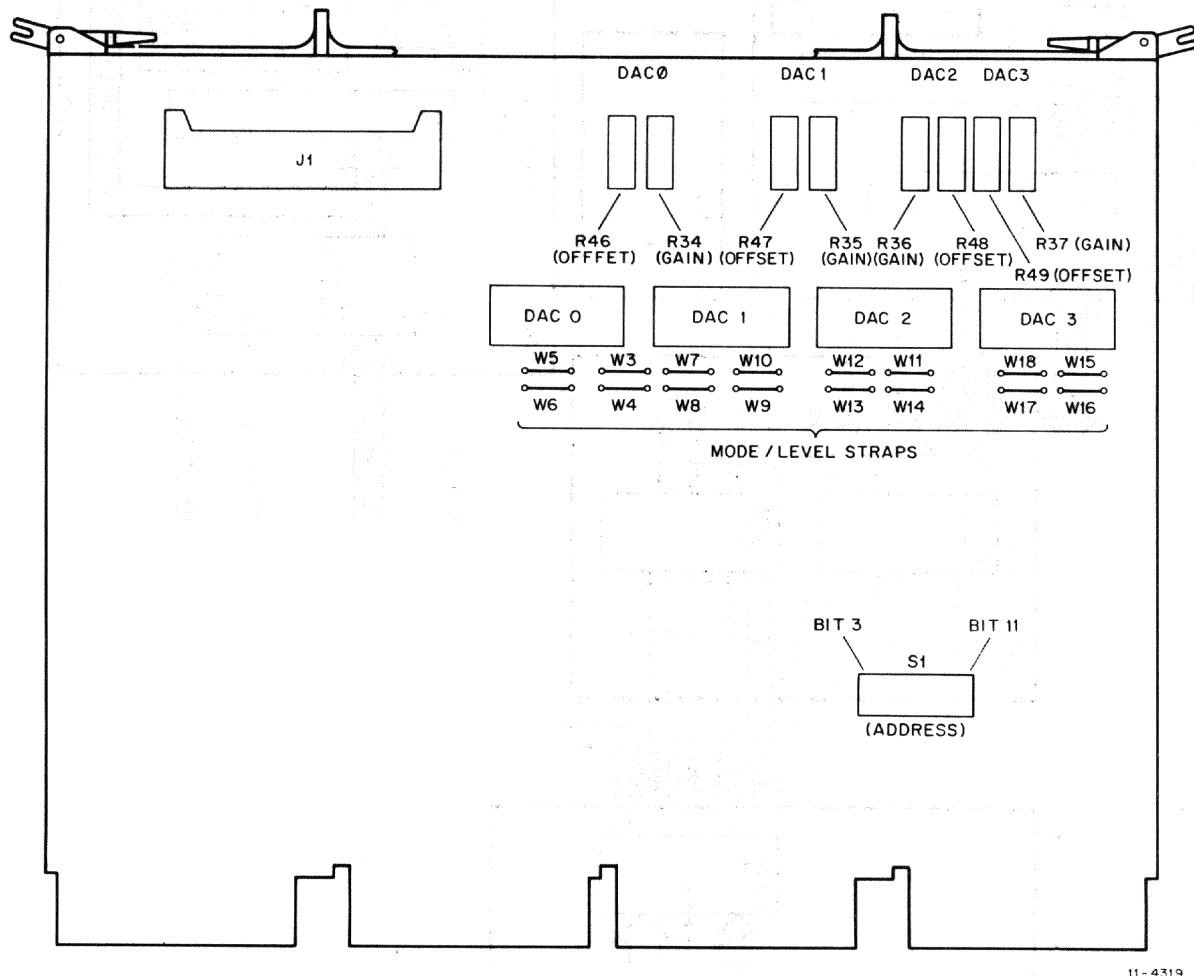 DACØ DAC1 DAC2 DAC3
J1
R46 (OFFFET)
R34 (GAIN)
R47 (OFFSET)
R35 (GAIN)
R36 (GAIN)
R48 (OFFSET)
R37 (GAIN)
R49 (OFFSET)
DAC 0 DAC 1 DAC 2 DAC 3
W5 W3 W7 W10 W12 W11 W18 W15
W6 W4 W8 W9 W13 W14 W17 W16
MODE / LEVEL STRAPS
BIT 3 BIT 11
S1
(ADDRESS)
11-4319